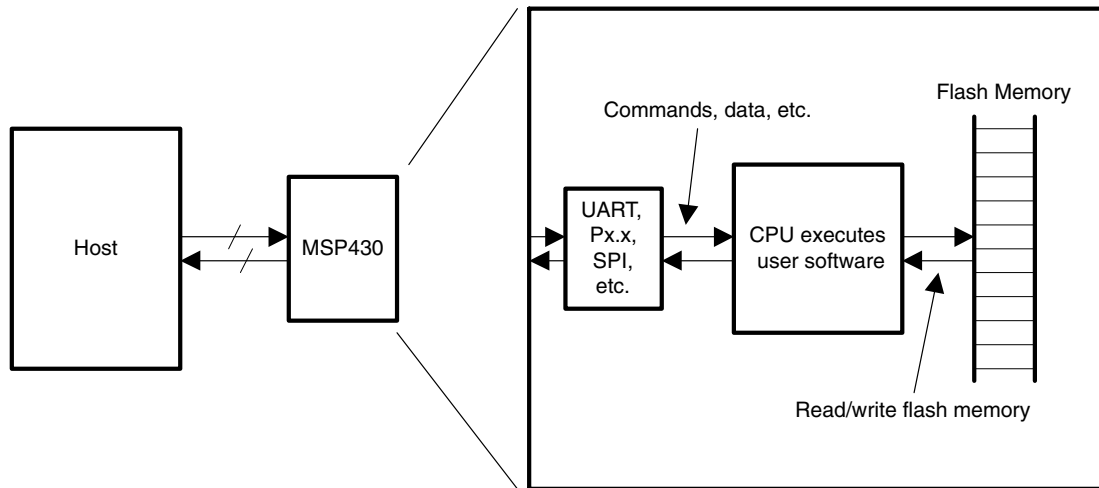 Host
MSP430
Commands, data, etc.
Flash Memory
UART,
Px.x,
SPI,
etc.
CPU executes
user software
Read/write flash memory